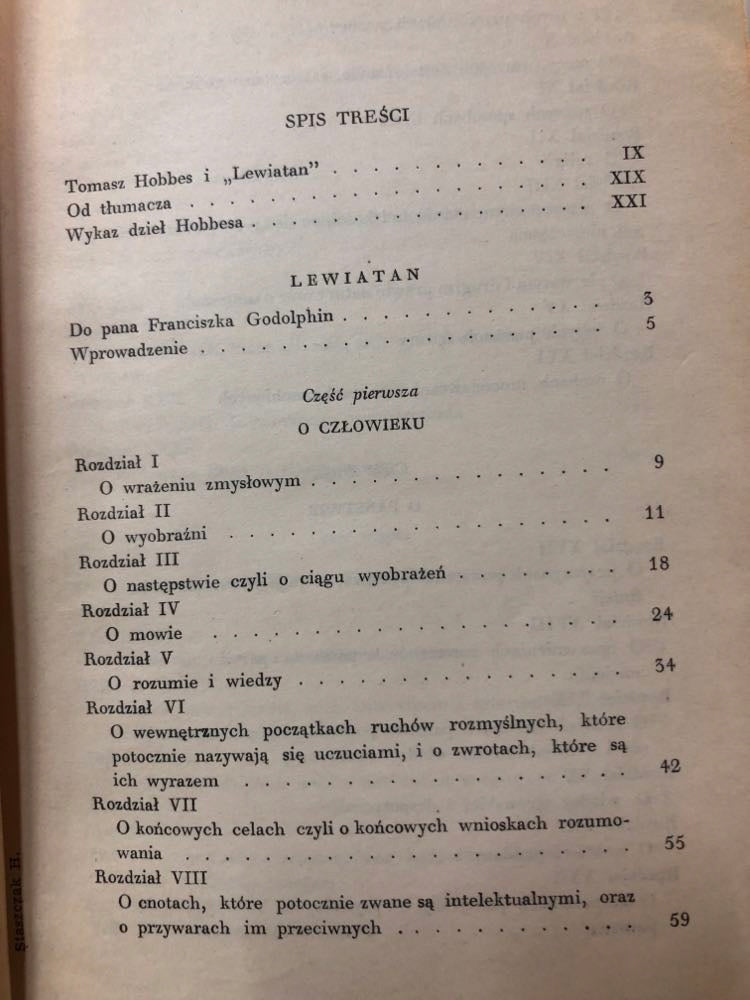 SPIS TREŚCI
Tomasz Hobbes i „Lewiatan” . . . . . . . . . . . . . IX
Od tłumacza . . . . . . . . . . . . . . . . . . XIX
Wykaz dzieł Hobbesa . . . . . . . . . . . . . . . XXI
LEWIATAN
Do pana Franciszka Godolphin . . . . . . . . . . . . 3
Wprowadzenie . . . . . . . . . . . . . . . . . . 5
Część pierwsza
O CZŁOWIEKU
Rozdział I
O wrażeniu zmysłowym . . . . . . . . . . . . . . 9
Rozdział II
O wyobraźni . . . . . . . . . . . . . . . . . . 11
Rozdział III
O następstwie czyli o ciągu wyobrażeń . . . . . . . . 18
Rozdział IV
O mowie . . . . . . . . . . . . . . . . . . . 24
Rozdział V
O rozumie i wiedzy . . . . . . . . . . . . . . . 34
Rozdział VI
O wewnętrznych początkach ruchów rozmyślnych, które
potocznie nazywają się uczuciami, i o zwrotach, które są
ich wyrazem . . . . . . . . . . . . . . . . . . 42
Rozdział VII
O końcowych celach czyli o końcowych wnioskach rozumo-
wania . . . . . . . . . . . . . . . . . . . . 55
Rozdział VIII
O cnotach, które potocznie zwane są intelektualnymi, oraz
o przywarach im przeciwnych . . . . . . . . . . . . 59
Staszczak H.